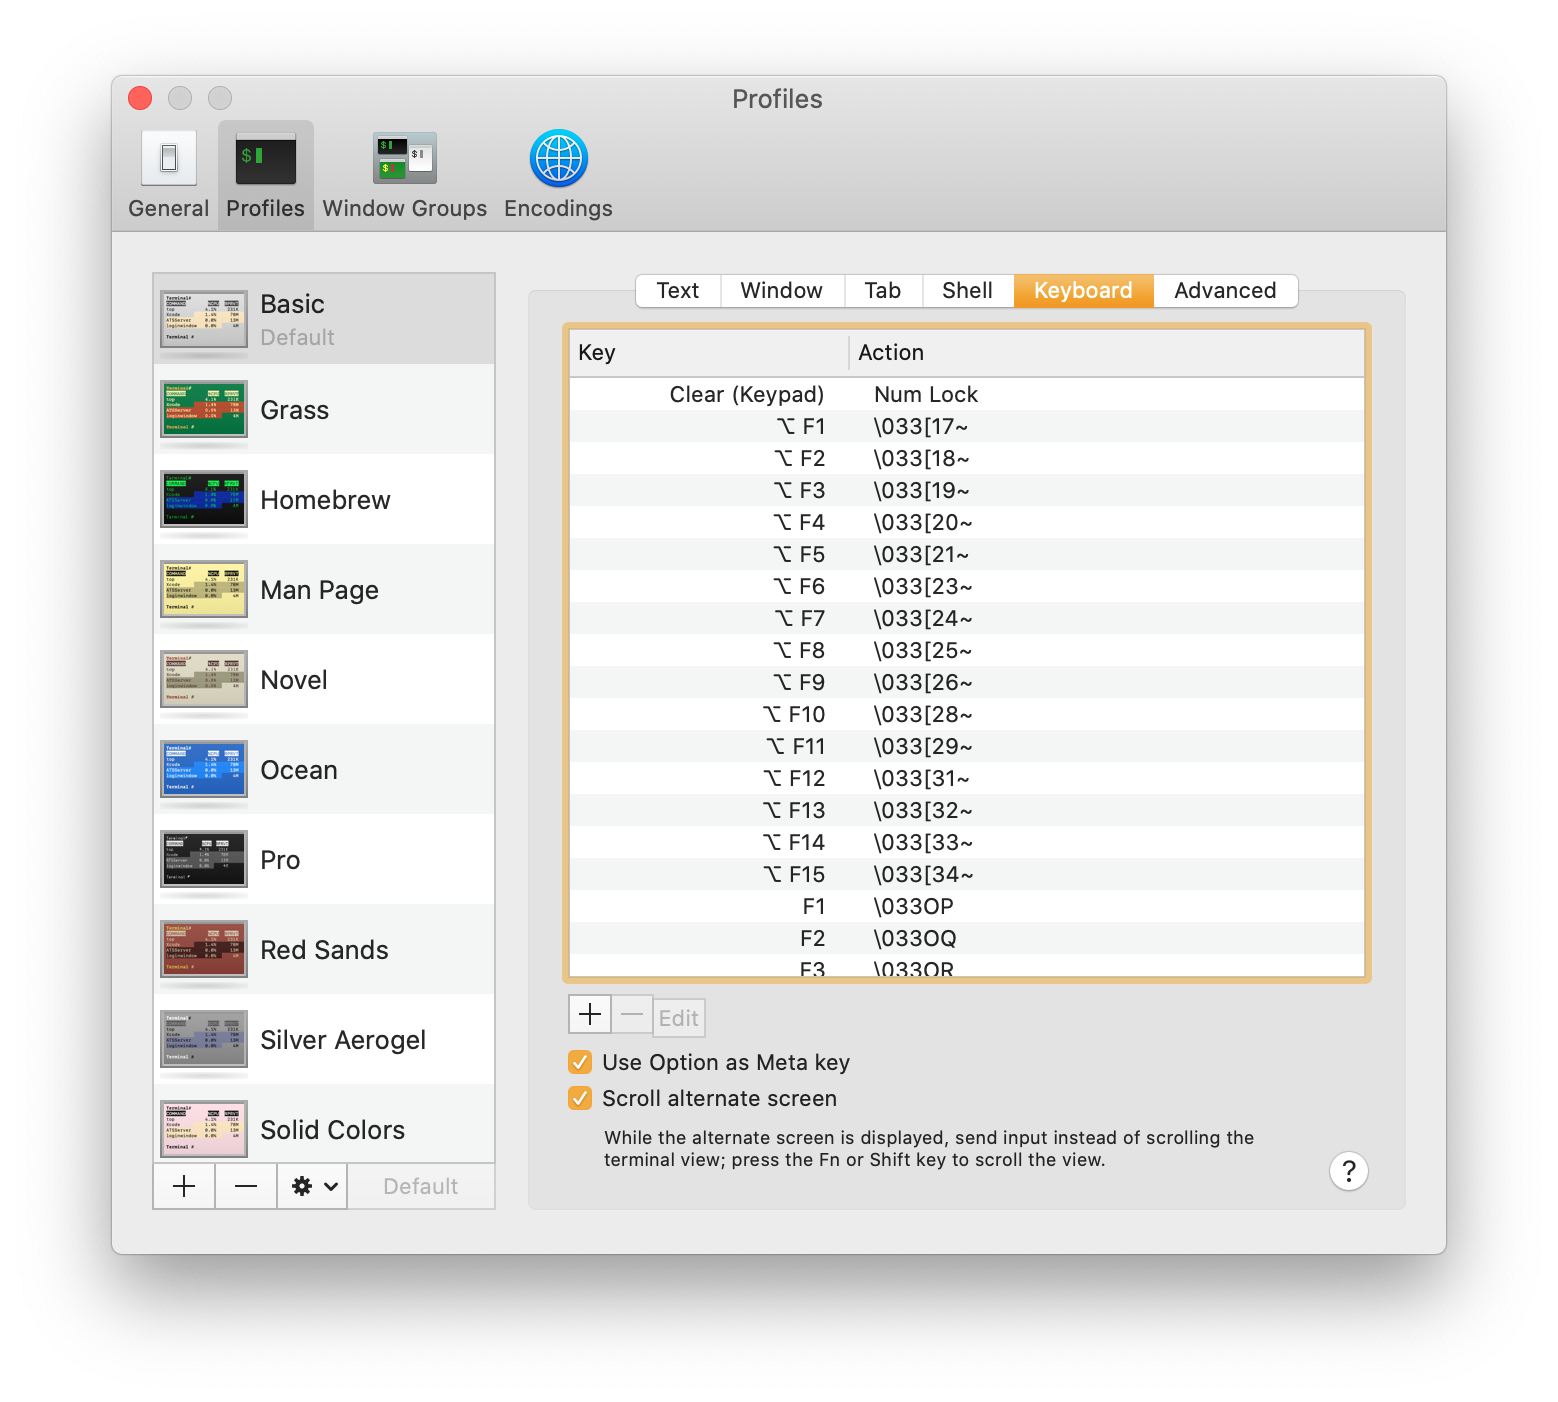 Profiles
General Profiles Window Groups Encodings
Basic
Default
Grass
Homebrew
Man Page
Novel
Ocean
Pro
Red Sands
Silver Aerogel
Solid Colors
Default
Text Window Tab Shell Keyboard Advanced
Key Action
Clear (Keypad) Num Lock
⌥ F1 \033[17~
⌥ F2 \033[18~
⌥ F3 \033[19~
⌥ F4 \033[20~
⌥ F5 \033[21~
⌥ F6 \033[23~
⌥ F7 \033[24~
⌥ F8 \033[25~
⌥ F9 \033[26~
⌥ F10 \033[28~
⌥ F11 \033[29~
⌥ F12 \033[31~
⌥ F13 \033[32~
⌥ F14 \033[33~
⌥ F15 \033[34~
F1 \033OP
F2 \033OQ
F3 \033OR
Edit
Use Option as Meta key
Scroll alternate screen
While the alternate screen is displayed, send input instead of scrolling the
terminal view; press the Fn or Shift key to scroll the view.
?